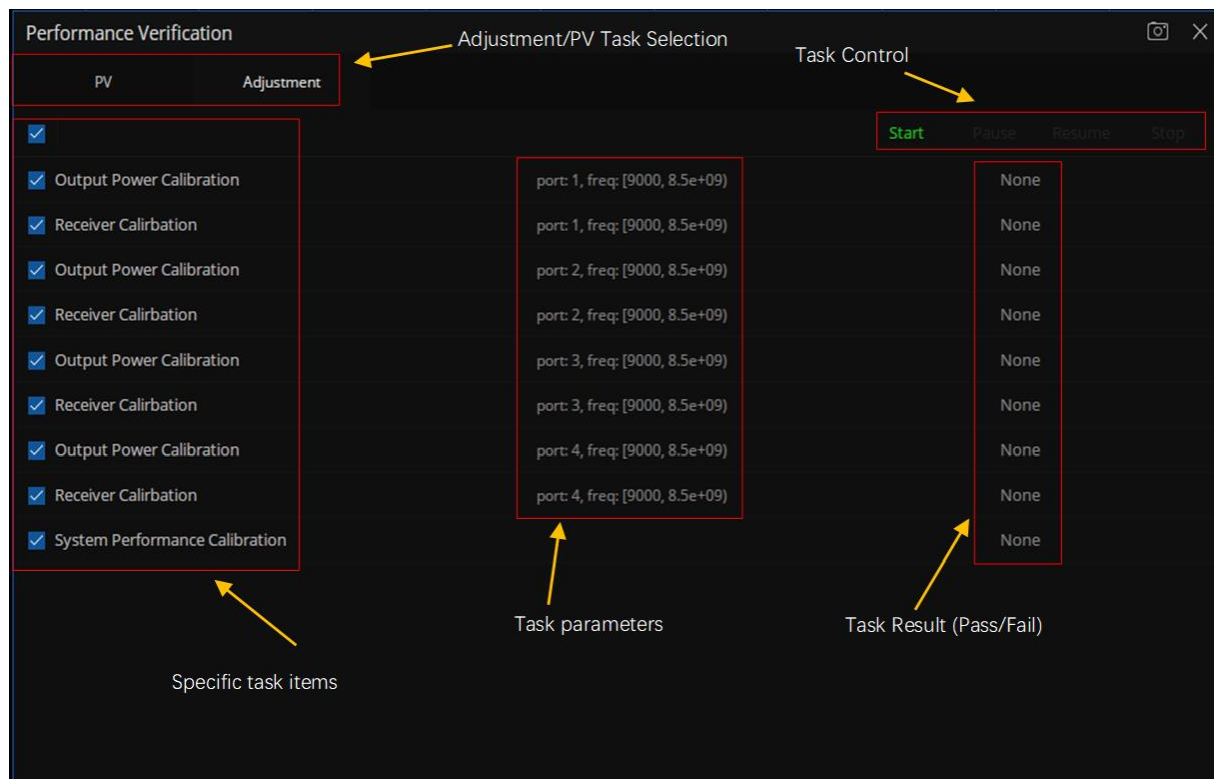 Performance Verification
Adjustment/PV Task Selection
Task Control
PV Adjustment
Start Pause Resume Stop
Output Power Calibration port: 1, freq: [9000, 8.5e+09) None
Receiver Calirbation port: 1, freq: [9000, 8.5e+09) None
Output Power Calibration port: 2, freq: [9000, 8.5e+09) None
Receiver Calirbation port: 2, freq: [9000, 8.5e+09) None
Output Power Calibration port: 3, freq: [9000, 8.5e+09) None
Receiver Calirbation port: 3, freq: [9000, 8.5e+09) None
Output Power Calibration port: 4, freq: [9000, 8.5e+09) None
Receiver Calirbation port: 4, freq: [9000, 8.5e+09) None
System Performance Calibration None
Task parameters
Task Result (Pass/Fail)
Specific task items